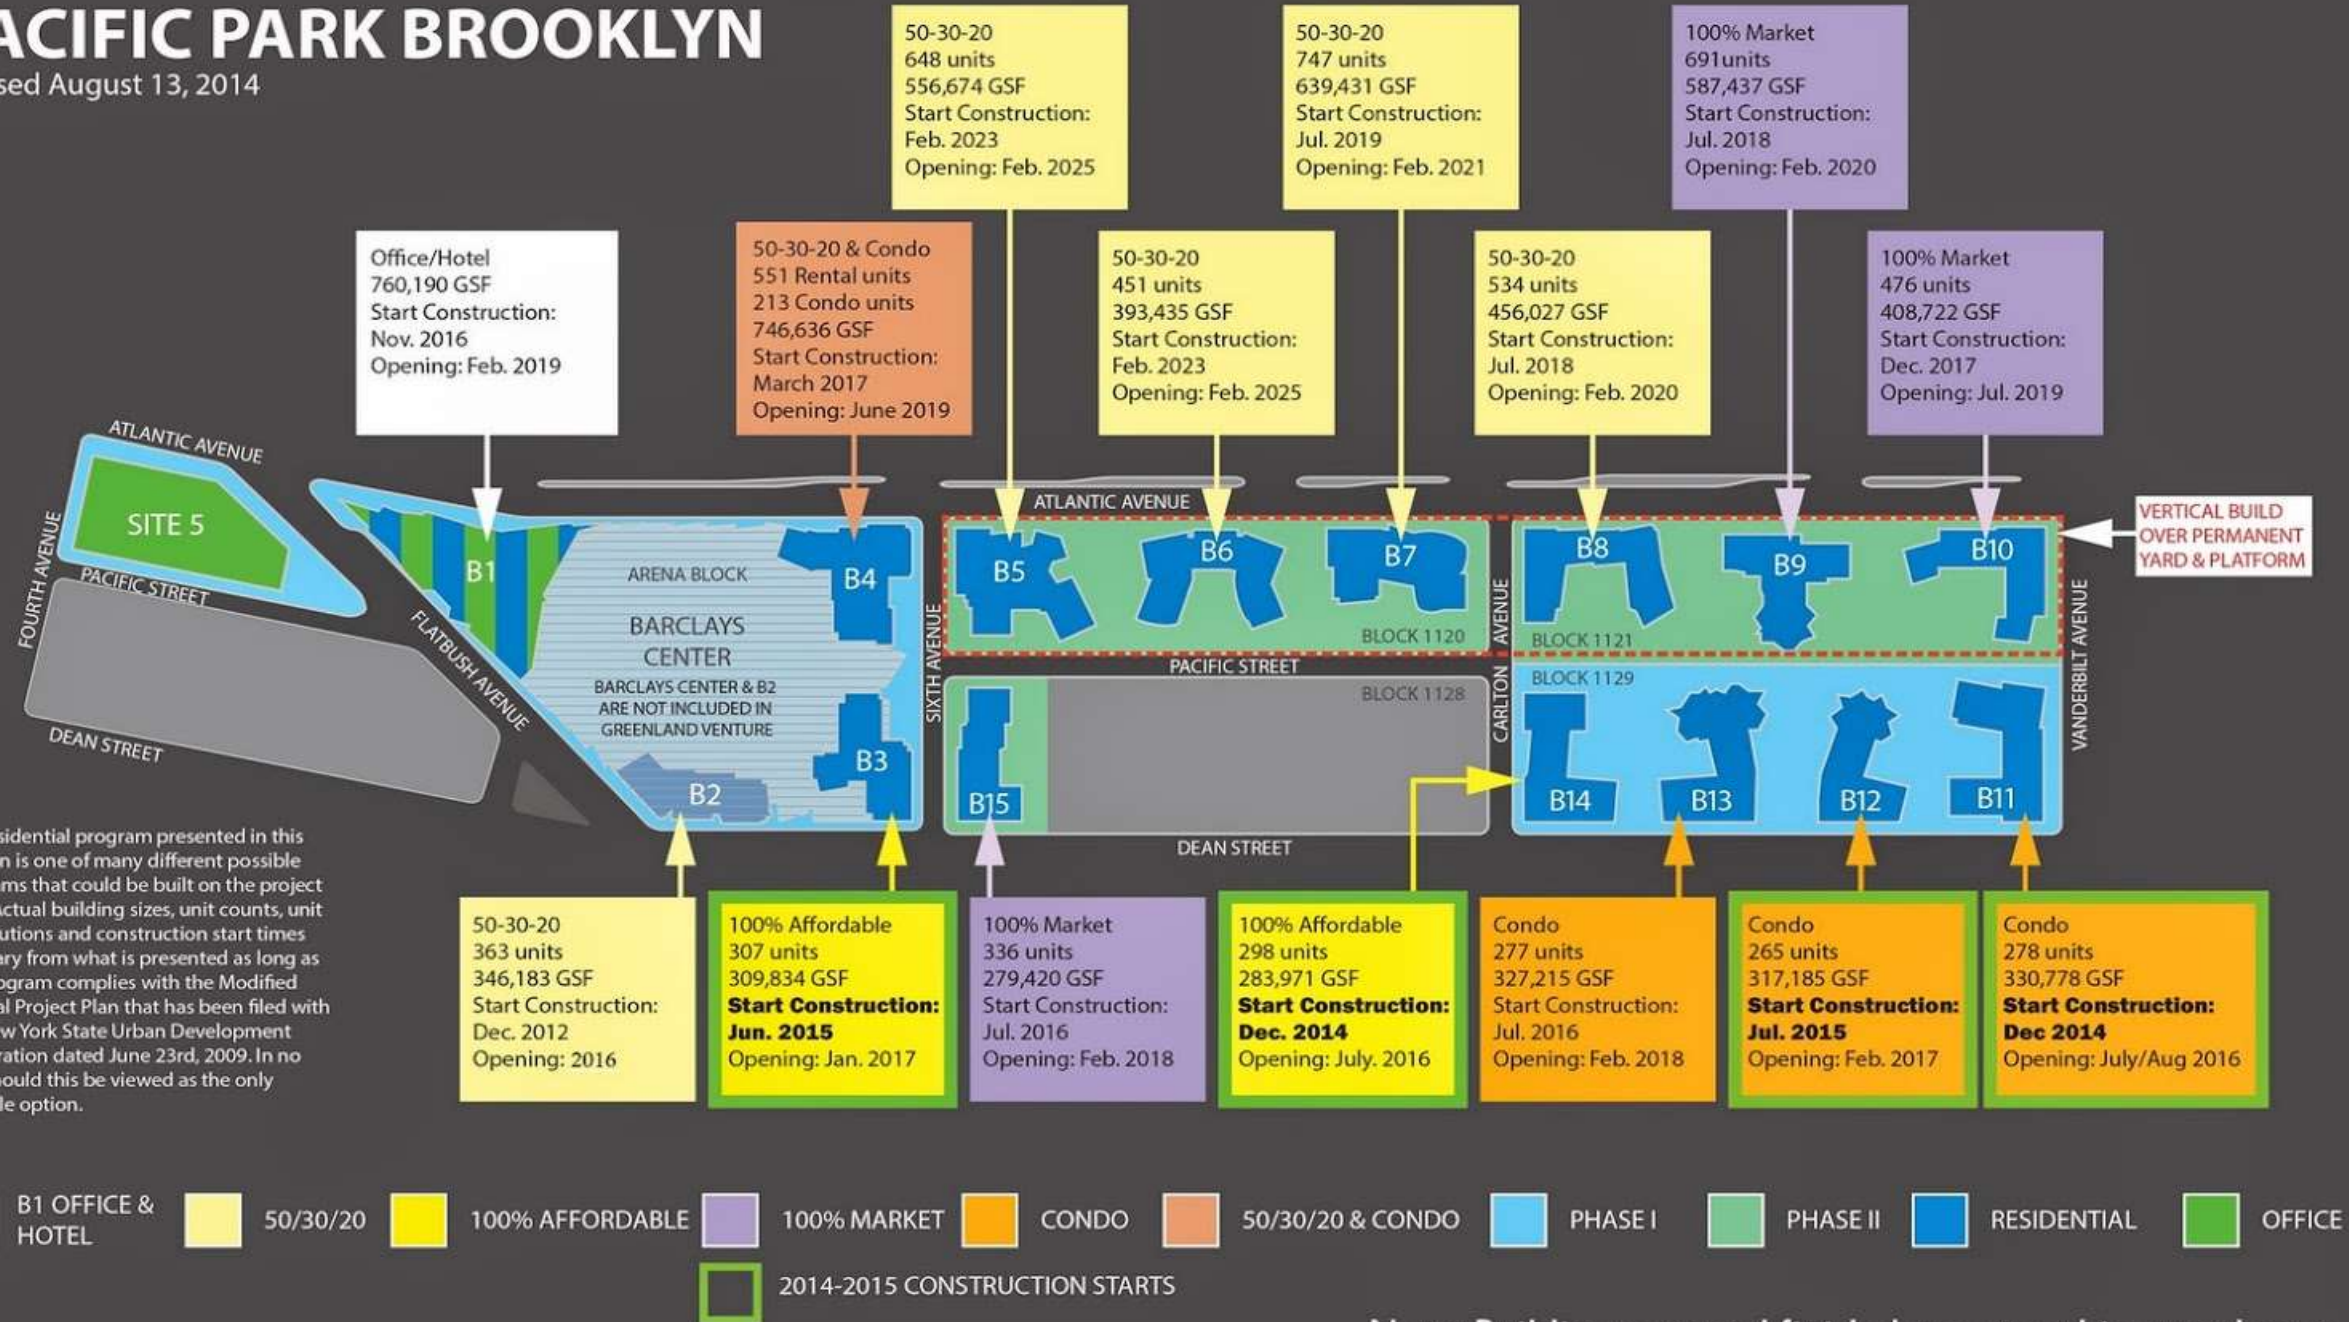 ACIFIC PARK BROOKLYN
sed August 13, 2014
50-30-20
648 units
556,674 GSF
Start Construction:
Feb. 2023
Opening: Feb. 2025
50-30-20
747 units
639,431 GSF
Start Construction:
Jul. 2019
Opening: Feb. 2021
100% Market
691units
587,437 GSF
Start Construction:
Jul. 2018
Opening: Feb. 2020
Office/Hotel
760,190 GSF
Start Construction:
Nov. 2016
Opening: Feb. 2019
50-30-20 & Condo
551 Rental units
213 Condo units
746,636 GSF
Start Construction:
March 2017
Opening: June 2019
50-30-20
451 units
393,435 GSF
Start Construction:
Feb. 2023
Opening: Feb. 2025
50-30-20
534 units
456,027 GSF
Start Construction:
Jul. 2018
Opening: Feb. 2020
100% Market
476 units
408,722 GSF
Start Construction:
Dec. 2017
Opening: Jul. 2019
ATLANTIC AVENUE
SITE 5
FOURTH AVENUE
PACIFIC STREET
DEAN STREET
FLATBUSH AVENUE
B1
ARENA BLOCK
BARCLAYS
CENTER
BARCLAYS CENTER & B2
ARE NOT INCLUDED IN
GREENLAND VENTURE
B4
B3
B2
SIXTH AVENUE
ATLANTIC AVENUE
B5
B6
B7
BLOCK 1120
PACIFIC STREET
BLOCK 1128
B15
DEAN STREET
CARLTON AVENUE
B8
B9
B10
BLOCK 1121
BLOCK 1129
B14
B13
B12
B11
VANDERBILT AVENUE
VERTICAL BUILD
OVER PERMANENT
YARD & PLATFORM
sidential program presented in this
n is one of many different possible
ms that could be built on the project
ctual building sizes, unit counts, unit
utions and construction start times
ary from what is presented as long as
ogram complies with the Modified
al Project Plan that has been filed with
w York State Urban Development
ration dated June 23rd, 2009. In no
ould this be viewed as the only
le option.
50-30-20
363 units
346,183 GSF
Start Construction:
Dec. 2012
Opening: 2016
100% Affordable
307 units
309,834 GSF
Start Construction:
Jun. 2015
Opening: Jan. 2017
100% Market
336 units
279,420 GSF
Start Construction:
Jul. 2016
Opening: Feb. 2018
100% Affordable
298 units
283,971 GSF
Start Construction:
Dec. 2014
Opening: July. 2016
Condo
277 units
327,215 GSF
Start Construction:
Jul. 2016
Opening: Feb. 2018
Condo
265 units
317,185 GSF
Start Construction:
Jul. 2015
Opening: Feb. 2017
Condo
278 units
330,778 GSF
Start Construction:
Dec 2014
Opening: July/Aug 2016
B1 OFFICE &
HOTEL
50/30/20
100% AFFORDABLE
100% MARKET
CONDO
50/30/20 & CONDO
PHASE I
PHASE II
RESIDENTIAL
OFFICE
2014-2015 CONSTRUCTION STARTS